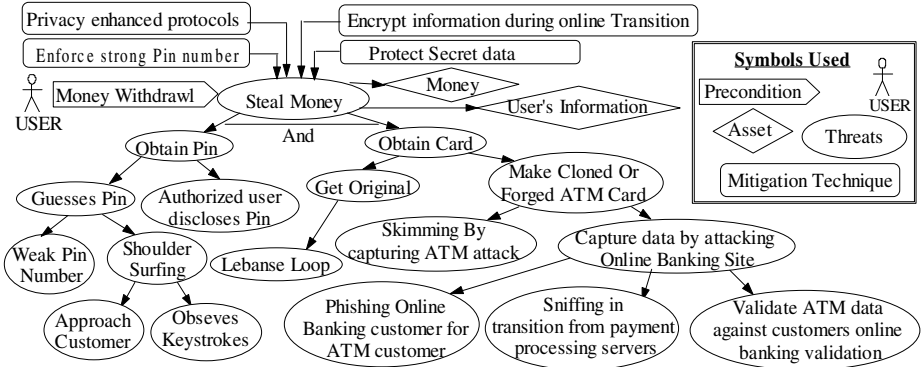 Privacy enhanced protocols
Encrypt information during online Transition
Enforce strong Pin number
Protect Secret data
USER
Money Withdrawl
Steal Money
Money
User's Information
And
Obtain Pin
Obtain Card
Guesses Pin
Authorized user
discloses Pin
Get Original
Make Cloned Or
Forged ATM Card
Weak Pin
Number
Shoulder
Surfing
Lebanse Loop
Skimming By
capturing ATM attack
Capture data by attacking
Online Banking Site
Approach
Customer
Obseves
Keystrokes
Phishing Online
Banking customer for
ATM customer
Sniffing in
transition from payment
processing servers
Validate ATM data
against customers online
banking validation
Symbols Used
Precondition
USER
Asset
Threats
Mitigation Technique